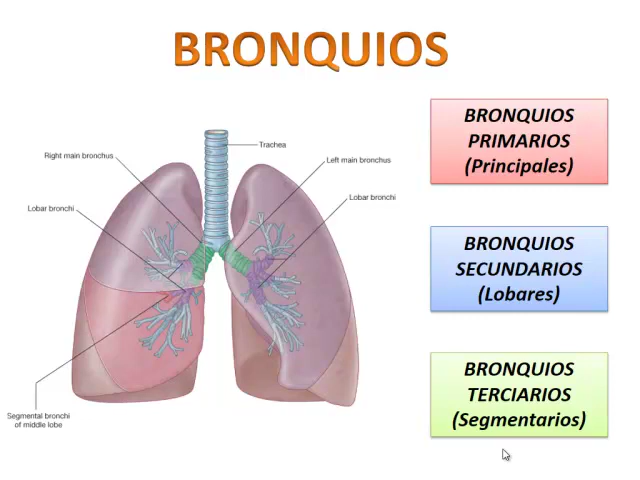 BRONQUIOS
Trachea
Right main bronchus
Left main bronchus
Lobar bronchi
Lobar bronchi
Segmental bronchi
of middle lobe
BRONQUIOS
PRIMARIOS
(Principales)
BRONQUIOS
SECUNDARIOS
(Lobares)
BRONQUIOS
TERCIARIOS
(Segmentarios)